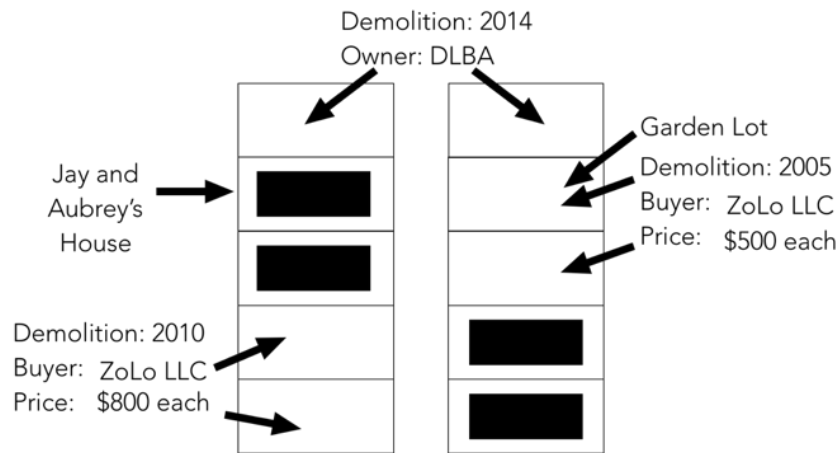 Demolition: 2014
Owner: DLBA
Garden Lot
Demolition: 2005
Buyer: ZoLo LLC
Price: $500 each
Jay and
Aubrey's
House
Demolition: 2010
Buyer: ZoLo LLC
Price: $800 each